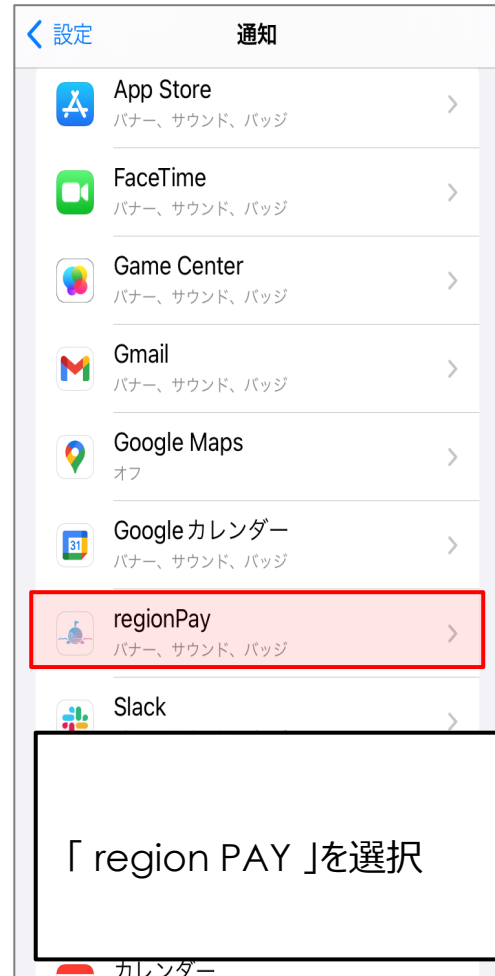 設定
通知
App Store
バナー、サウンド、バッジ
FaceTime
バナー、サウンド、バッジ
Game Center
バナー、サウンド、バッジ
Gmail
バナー、サウンド、バッジ
Google Maps
オフ
31
Googleカレンダー
バナー、サウンド、バッジ
regionPay
バナー、サウンド、バッジ
Slack
「 region PAY 」を選択
カレンダー